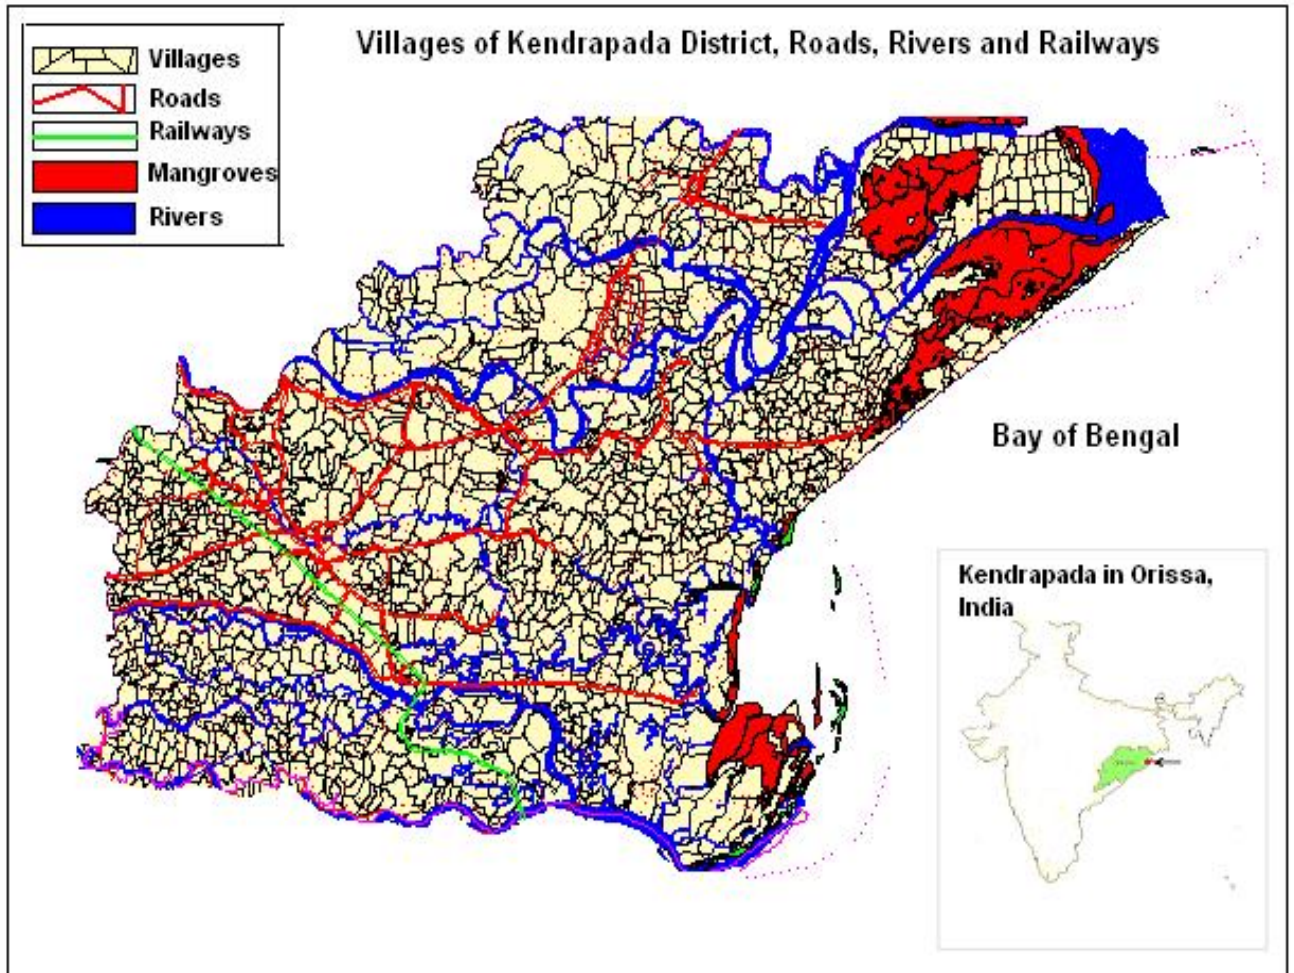 Villages of Kendrapada District, Roads, Rivers and Railways
Villages
Roads
Railways
Mangroves
Rivers
Bay of Bengal
Kendrapada in Orissa,
India